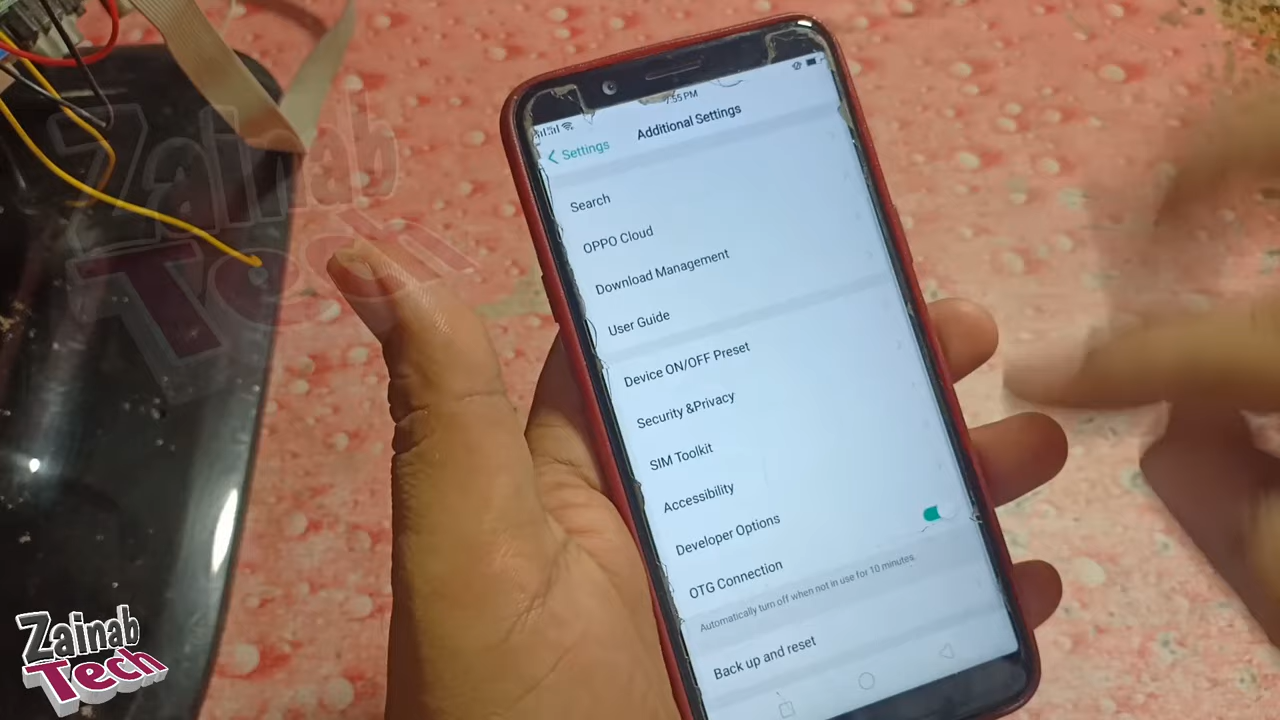 7:55 PM
Settings
Additional Settings
Search
OPPO Cloud
Download Management
User Guide
Device ON/OFF Preset
Security &Privacy
SIM Toolkit
Accessibility
Developer Options
OTG Connection
Automatically turn off when not in use for 10 minutes.
Back up and reset
Zainab
Tech
Zainab
Tech